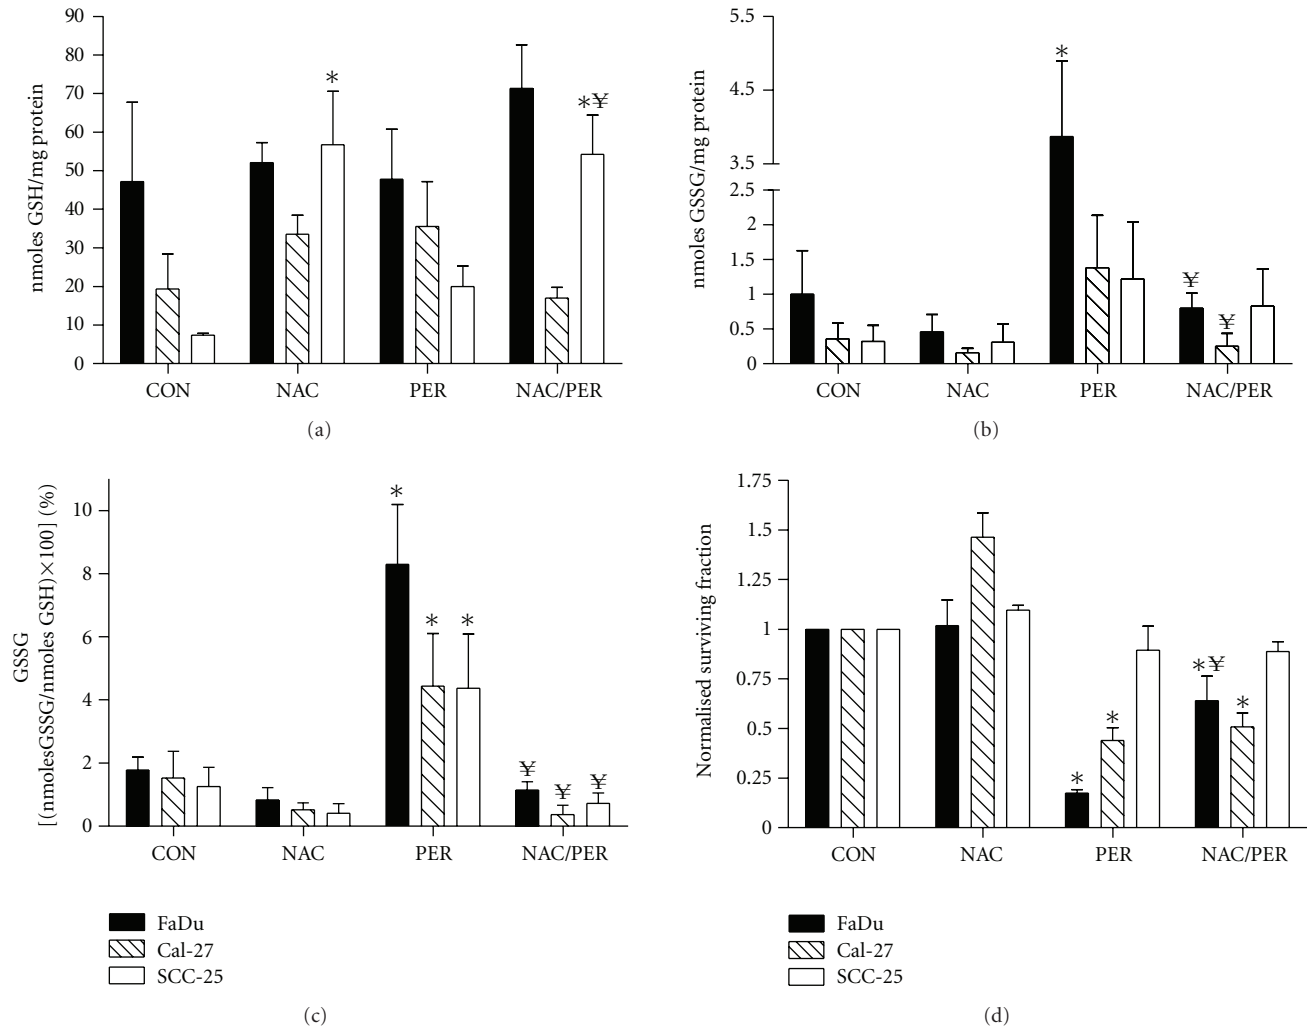 90
80
70
60
50
40
30
20
10
0
nmoles GSH/mg protein
*
*¥
CON NAC PER NAC/PER
(a)
5.5
4.5
3.5
2.5
2
1.5
1
0.5
0
nmoles GSSG/mg protein
*
¥
¥
CON NAC PER NAC/PER
(b)
10
8
6
4
2
0
GSSG
[(nmolesGSSG/nmoles GSH)×100] (%)
*
* *
¥ ¥ ¥
CON NAC PER NAC/PER
FaDu
Cal-27
SCC-25
(c)
1.75
1.5
1.25
1
0.75
0.5
0.25
0
Normalised surviving fraction
*
*
*¥
*
CON NAC PER NAC/PER
FaDu
Cal-27
SCC-25
(d)